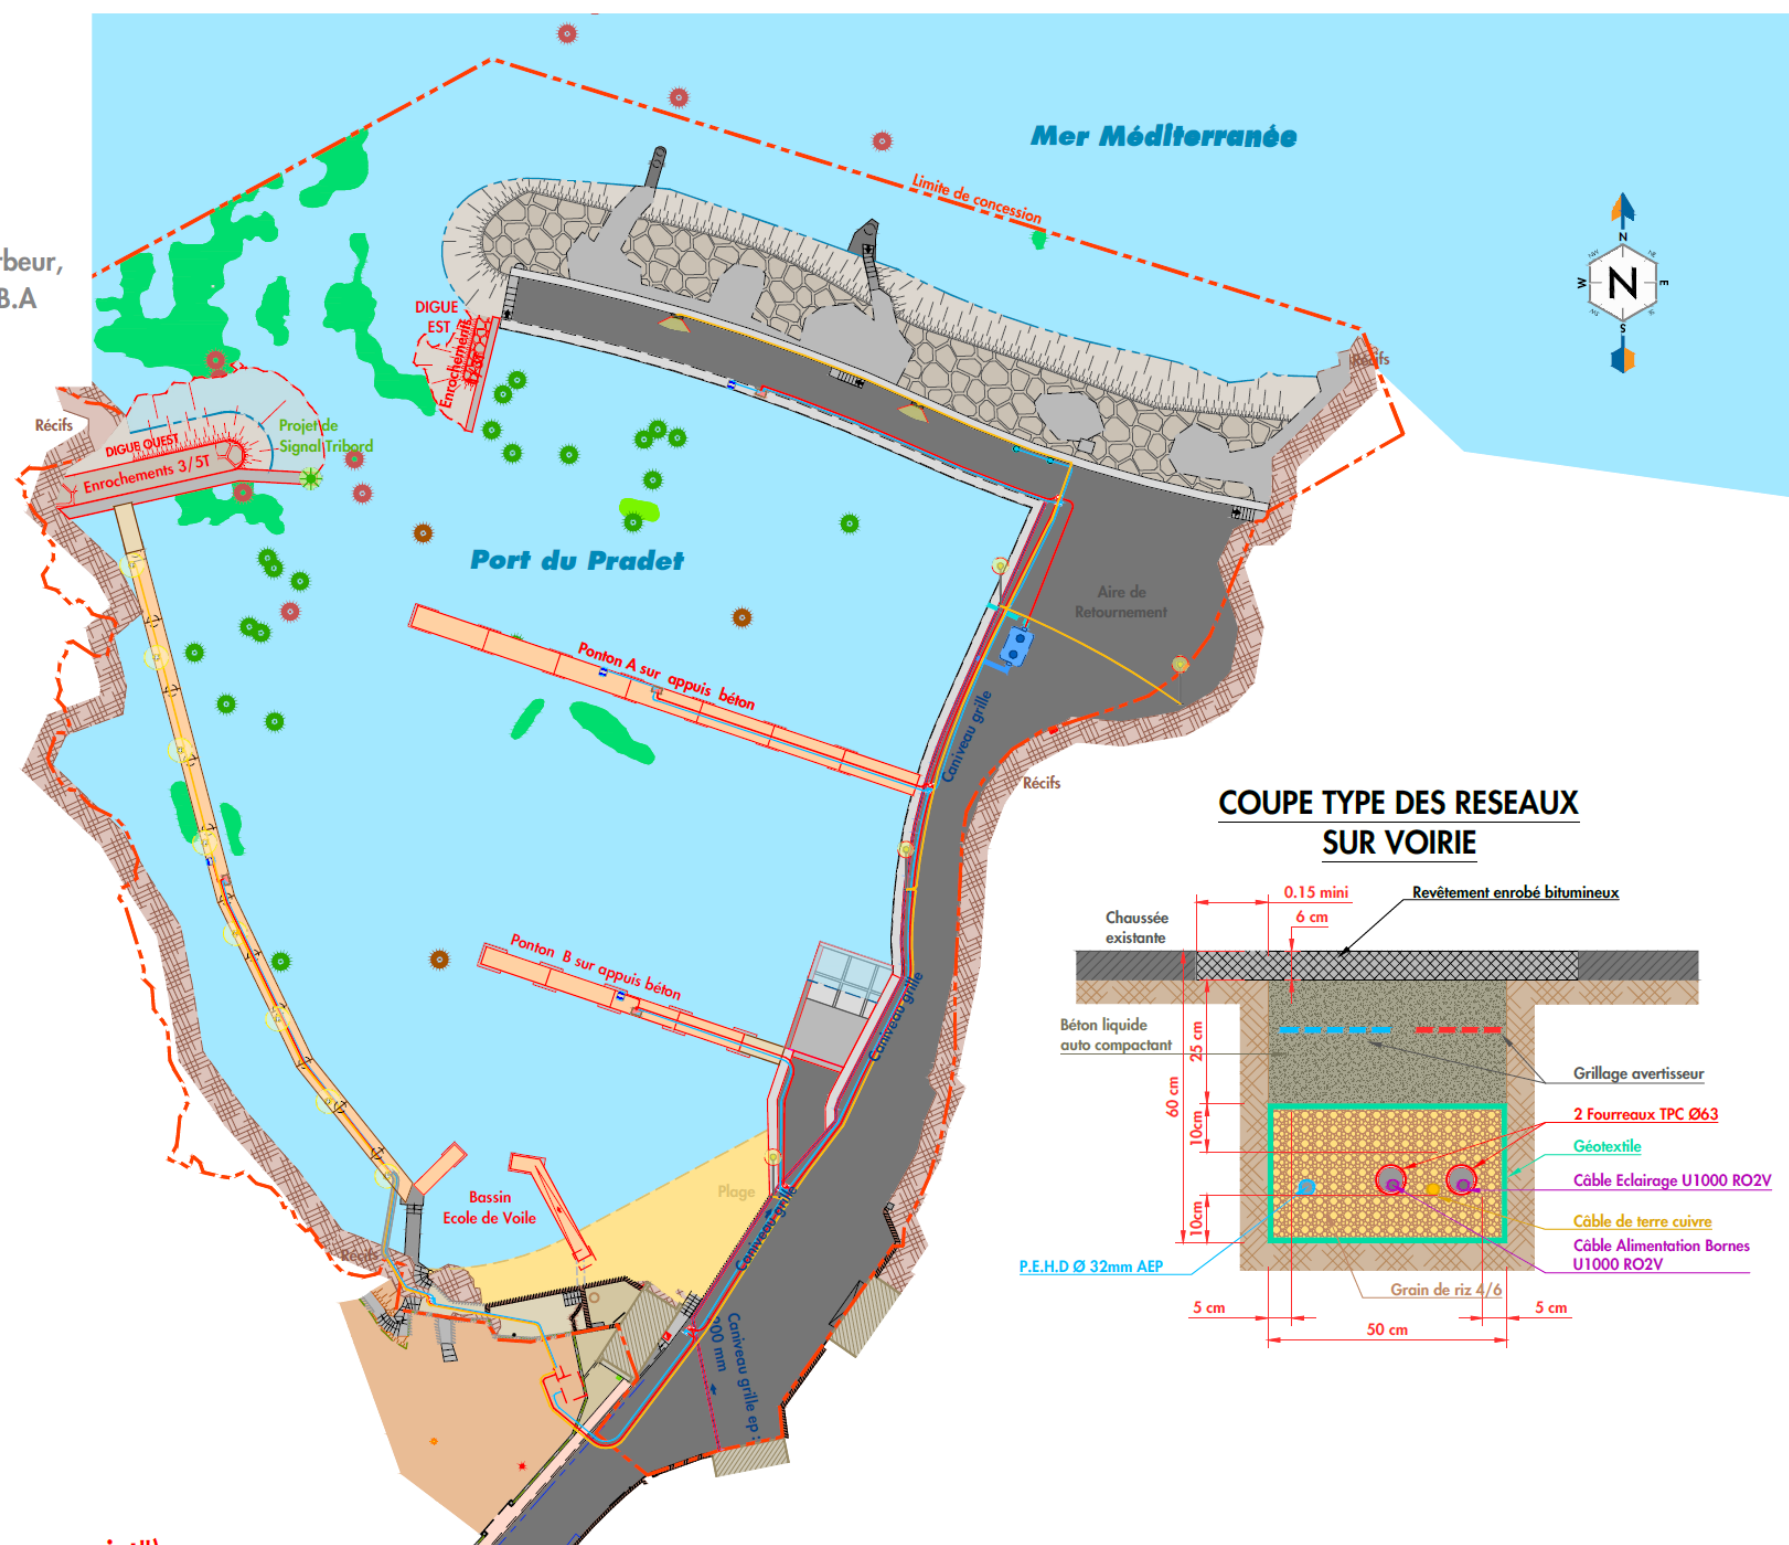 Mer Méditerranée
Limite de concession
N
N
W
E
S
rbeur,
B.A
DIGUE
EST
Enrochements
Récifs
Récifs
Projet de
Signal Tribord
DIGUE OUEST
Enrochements 3/5T
Port du Pradet
Aire de
Retournement
Ponton A sur appuis béton
Caniveau grille
Récifs
Ponton B sur appuis béton
Caniveau grille
Plage
Bassin
Ecole de Voile
Caniveau grille
Récifs
Caniveau grille ep :
200 mm
COUPE TYPE DES RESEAUX
SUR VOIRIE
0.15 mini
Revêtement enrobé bitumineux
6 cm
Chaussée
existante
Béton liquide
auto compactant
25 cm
60 cm
10cm
10cm
Grillage avertisseur
2 Fourreaux TPC Ø63
Géotextile
Câble Eclairage U1000 RO2V
Câble de terre cuivre
Câble Alimentation Bornes
U1000 RO2V
P.E.H.D Ø 32mm AEP
Grain de riz 4/6
5 cm
5 cm
50 cm